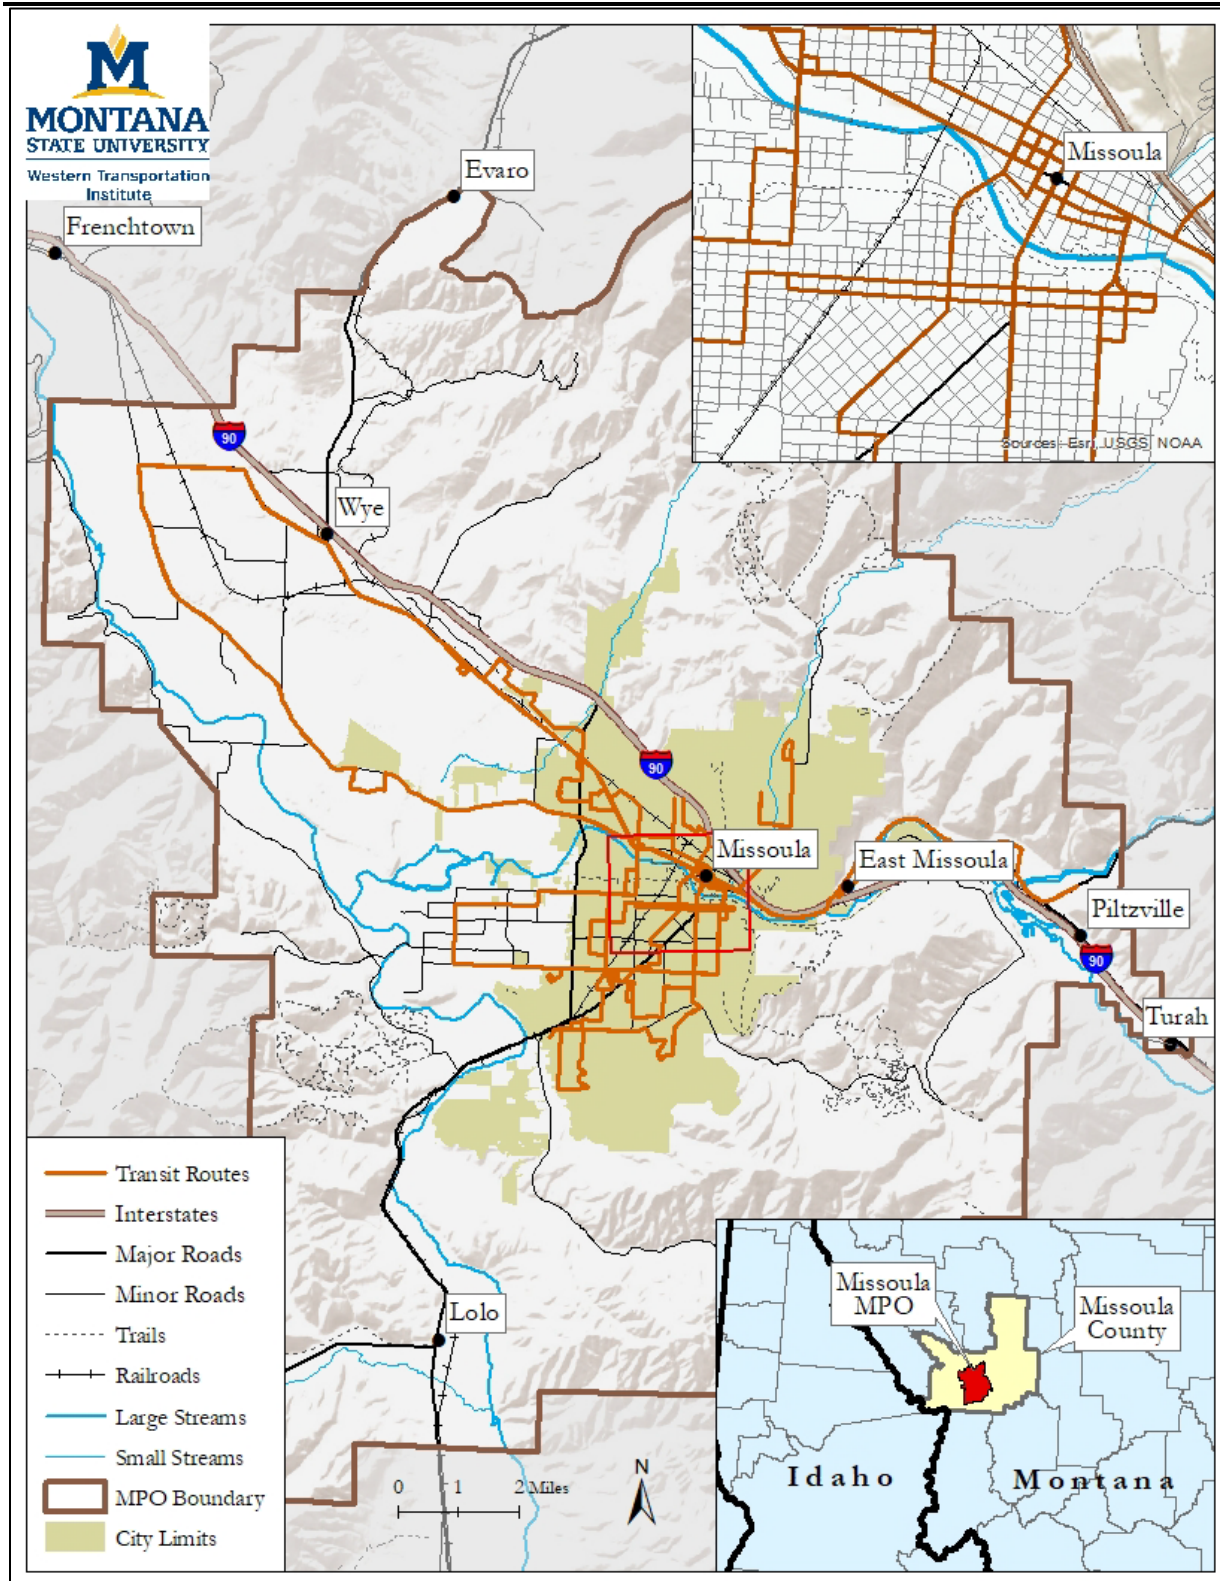 M
MONTANA
STATE UNIVERSITY
Western Transportation
Institute
Evaro
Frenchtown
90
Wye
Missoula
Sources: Esri, USGS, NOAA
90
Missoula
East Missoula
Piltzville
90
Turah
Lolo
Transit Routes
Interstates
Major Roads
Minor Roads
Trails
Railroads
Large Streams
Small Streams
MPO Boundary
City Limits
0 1 2 Miles
N
Missoula
MPO
Missoula
County
Idaho
Montana